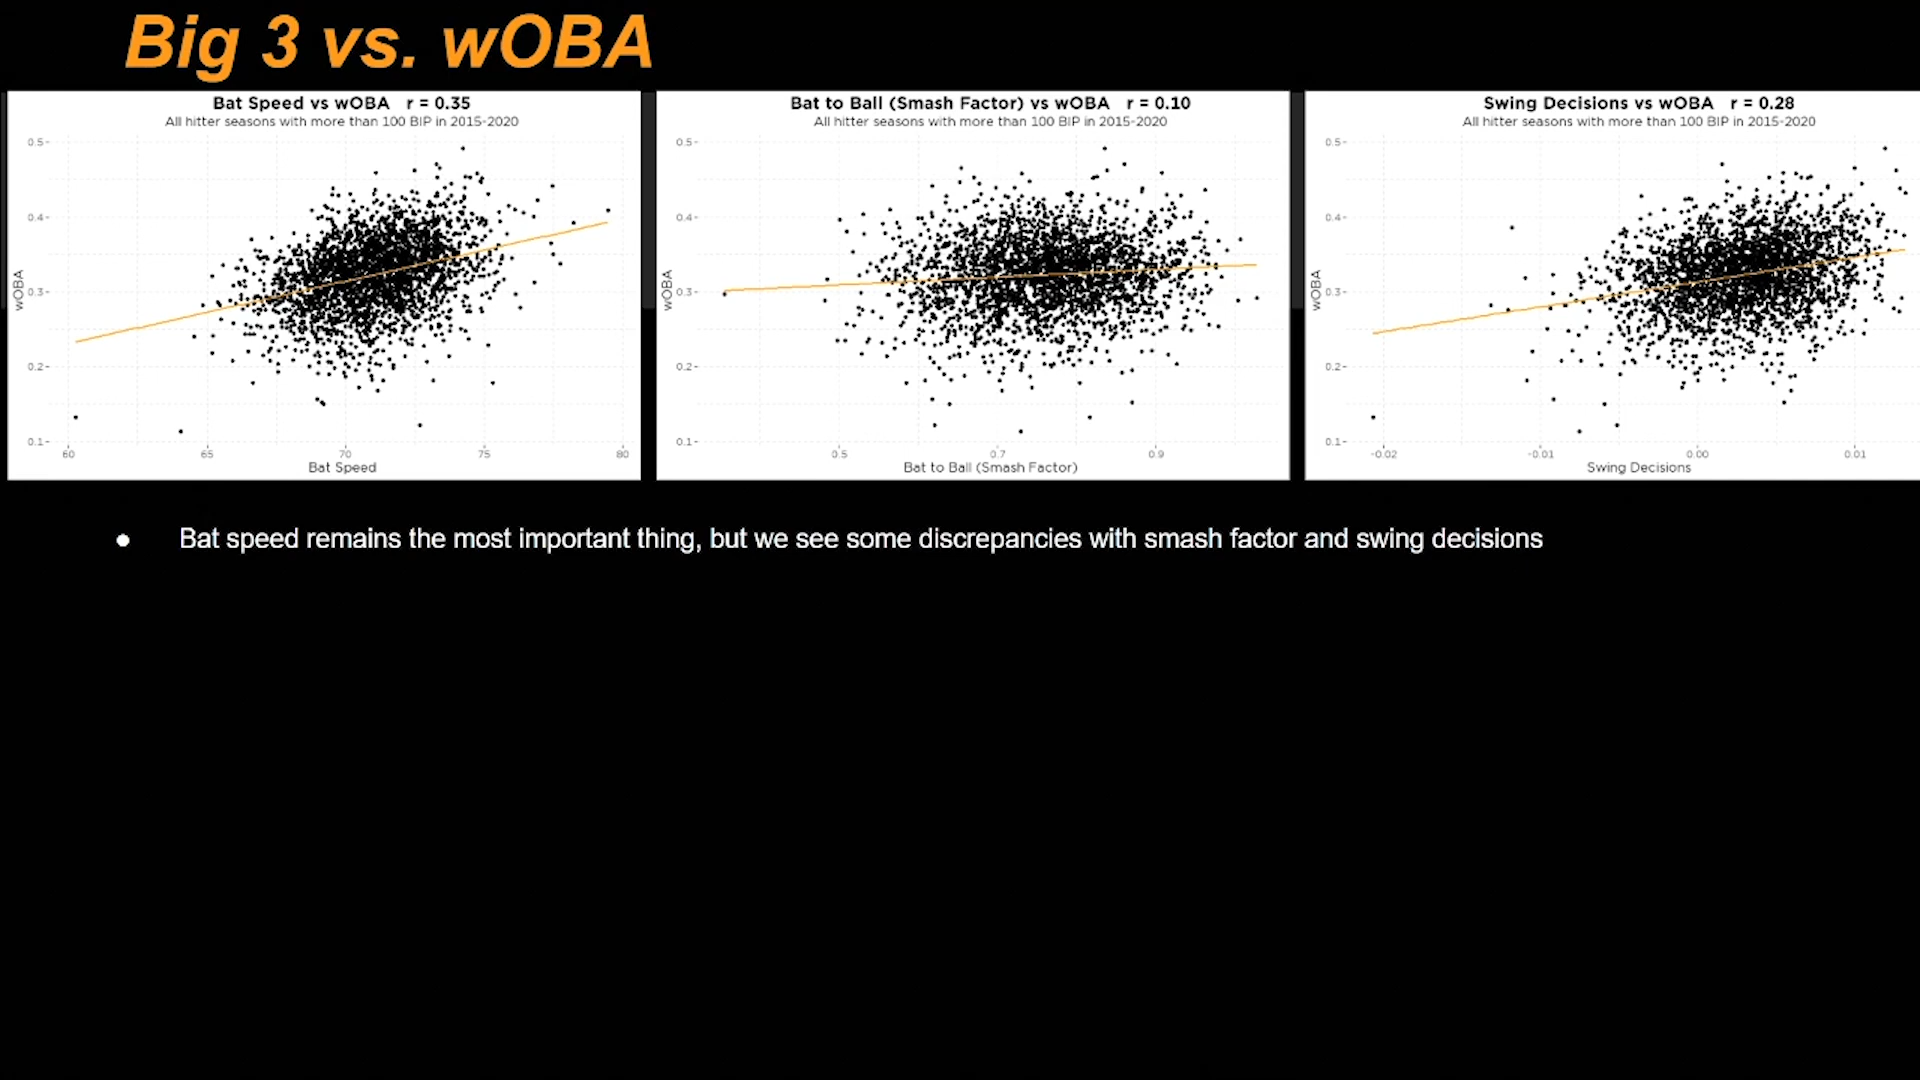 Big 3 vs. wOBA
Bat Speed vs wOBA r = 0.35
All hitter seasons with more than 100 BIP in 2015-2020
0.5
0.4
0.3
0.2
0.1
wOBA
60 65 70 75 80
Bat Speed
Bat to Ball (Smash Factor) vs wOBA r = 0.10
All hitter seasons with more than 100 BIP in 2015-2020
0.5
0.4
0.3
0.2
0.1
wOBA
0.5 0.7 0.9
Bat to Ball (Smash Factor)
Swing Decisions vs wOBA r = 0.28
All hitter seasons with more than 100 BIP in 2015-2020
0.5
0.4
0.3
0.2
0.1
wOBA
-0.02 -0.01 0.00 0.01
Swing Decisions
● Bat speed remains the most important thing, but we see some discrepancies with smash factor and swing decisions